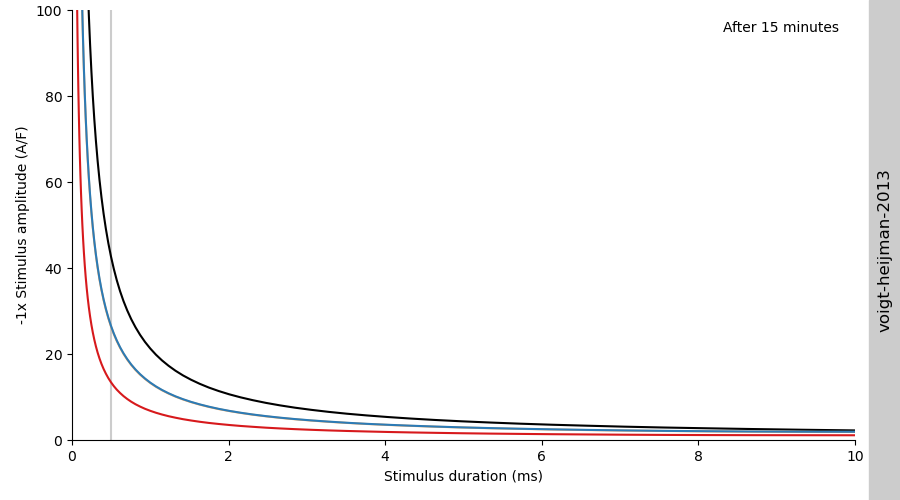 After 15 minutes
100
80
60
40
20
0
-1x Stimulus amplitude (A/F)
0 2 4 6 8 10
Stimulus duration (ms)
voigt-heijman-2013